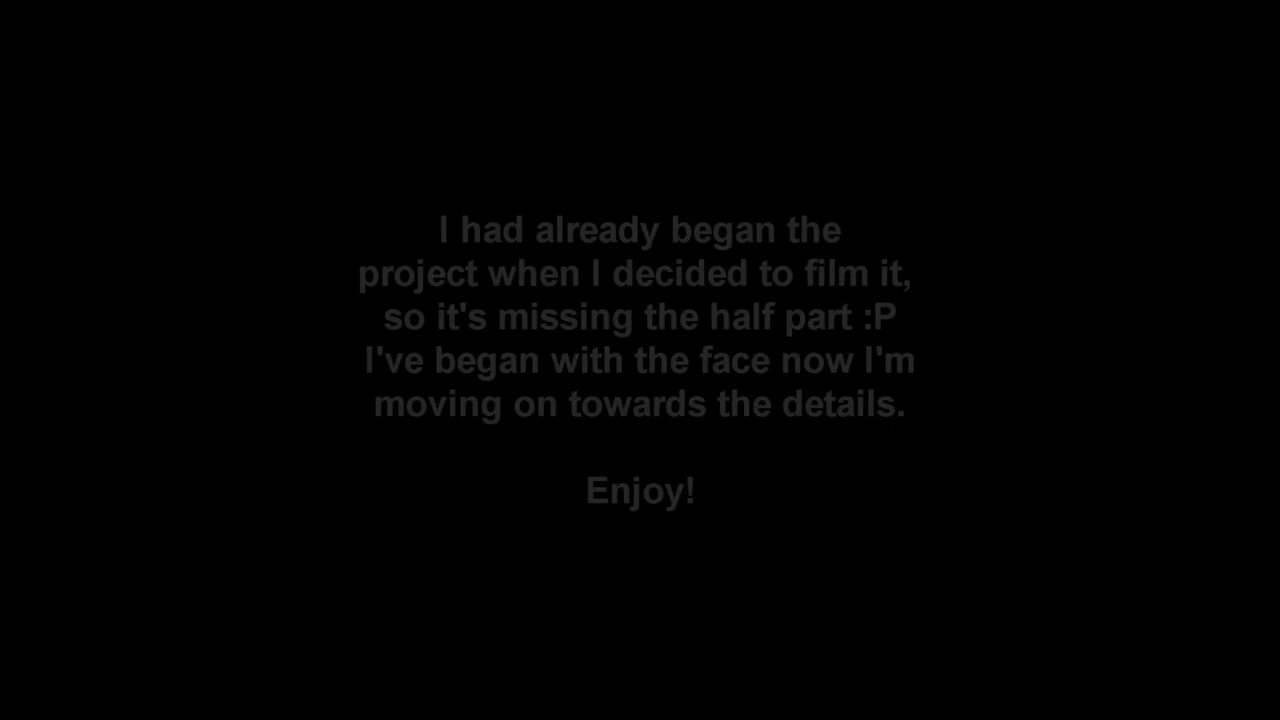 I had already began the
project when I decided to film it,
so it's missing the half part :P
I've began with the face now I'm
moving on towards the details.
Enjoy!